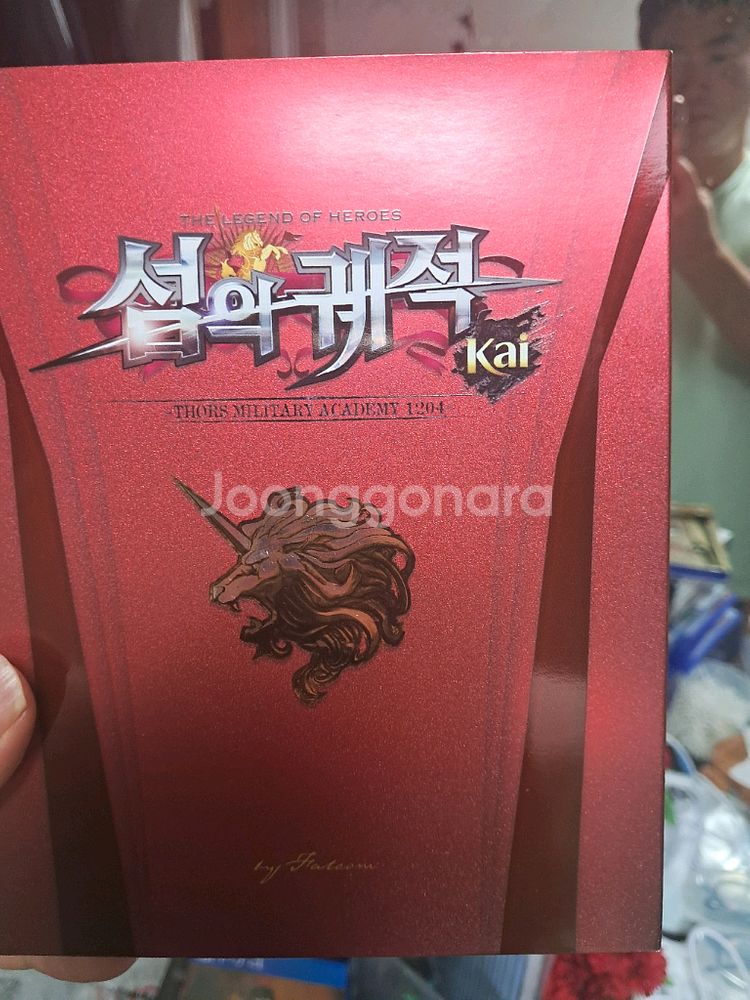 THE LEGEND OF HEROES
섬의궤적
Kai
-THORS MILITARY ACADEMY 1204-
Joonggonara
by Falcom